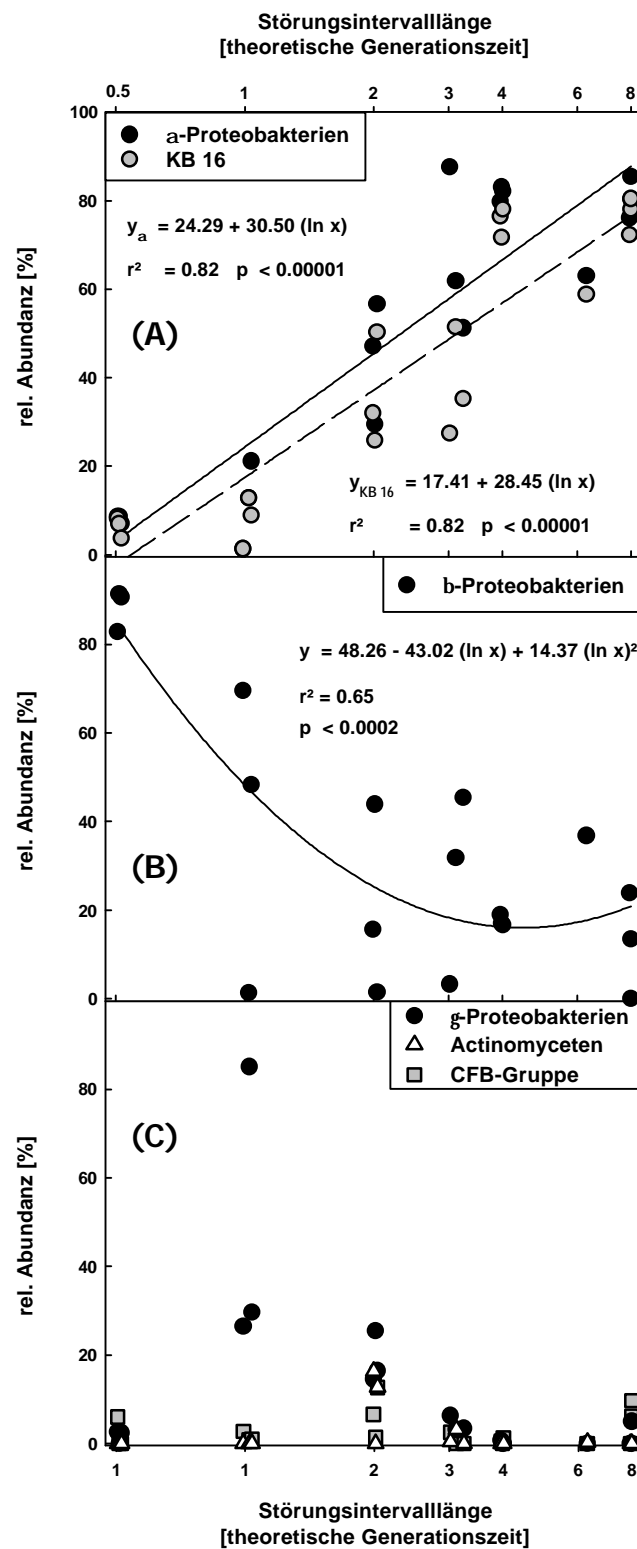 Störungsintervalllänge
[theoretische Generationszeit]
0.5 1 2 3 4 6 8
100
80
60
40
20
0
rel. Abundanz [%]
a-Proteobakterien
KB 16
y_a = 24.29 + 30.50 (ln x)
r² = 0.82 p < 0.00001
(A)
y_KB 16 = 17.41 + 28.45 (ln x)
r² = 0.82 p < 0.00001
80
60
40
20
0
rel. Abundanz [%]
b-Proteobakterien
y = 48.26 - 43.02 (ln x) + 14.37 (ln x)²
r² = 0.65
p < 0.0002
(B)
80
60
40
20
0
rel. Abundanz [%]
g-Proteobakterien
Actinomyceten
CFB-Gruppe
(C)
1 1 2 3 4 6 8
Störungsintervalllänge
[theoretische Generationszeit]